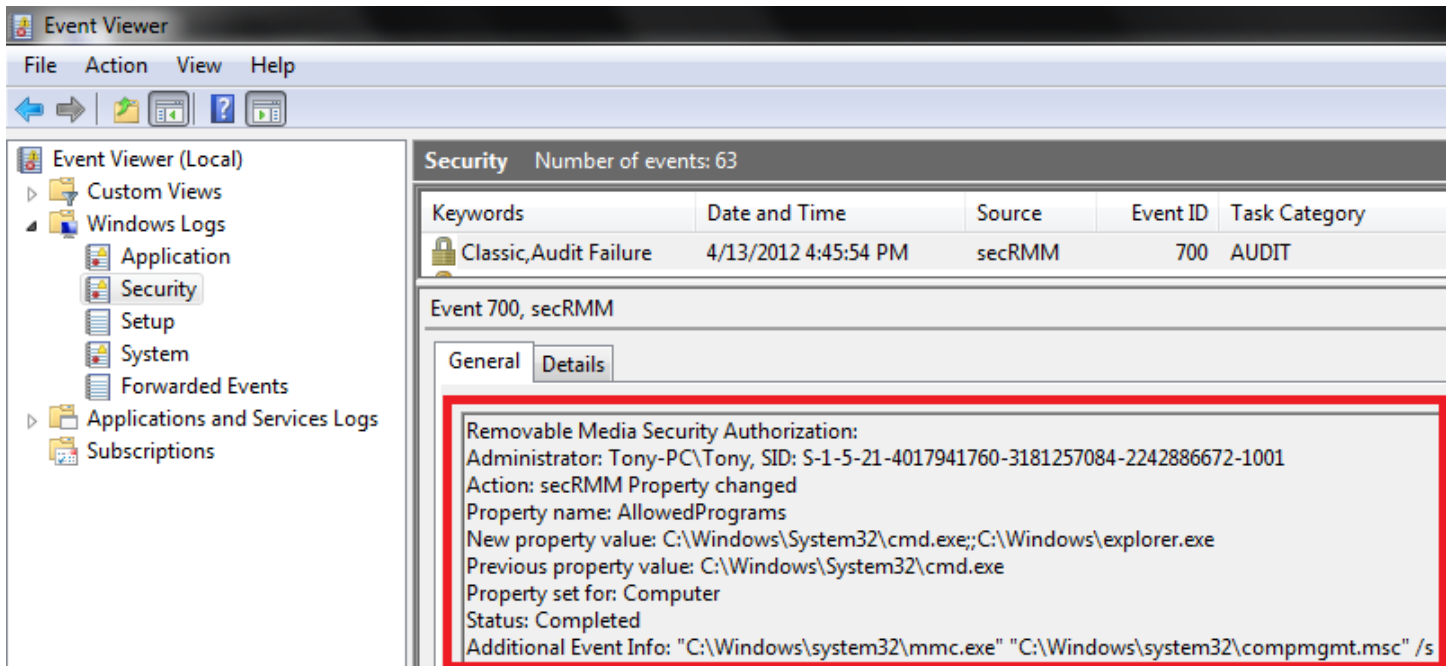 Event Viewer
File Action View Help
Event Viewer (Local)
Custom Views
Windows Logs
Application
Security
Setup
System
Forwarded Events
Applications and Services Logs
Subscriptions
Security Number of events: 63
Keywords Date and Time Source Event ID Task Category
Classic,Audit Failure 4/13/2012 4:45:54 PM secRMM 700 AUDIT
Event 700, secRMM
General Details
Removable Media Security Authorization:
Administrator: Tony-PC\Tony, SID: S-1-5-21-4017941760-3181257084-2242886672-1001
Action: secRMM Property changed
Property name: AllowedPrograms
New property value: C:\Windows\System32\cmd.exe;;C:\Windows\explorer.exe
Previous property value: C:\Windows\System32\cmd.exe
Property set for: Computer
Status: Completed
Additional Event Info: "C:\Windows\system32\mmc.exe" "C:\Windows\system32\compmgmt.msc" /s